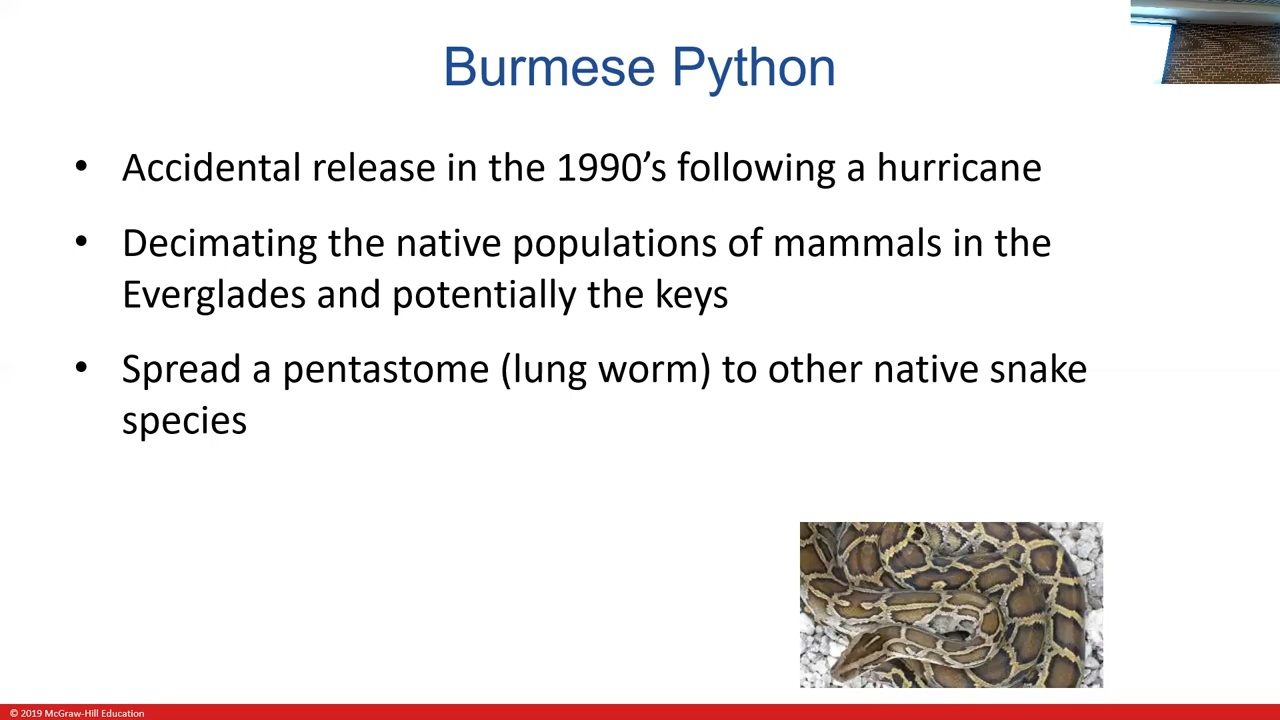 Burmese Python
• Accidental release in the 1990’s following a hurricane
• Decimating the native populations of mammals in the
Everglades and potentially the keys
• Spread a pentastome (lung worm) to other native snake
species
© 2019 McGraw-Hill Education